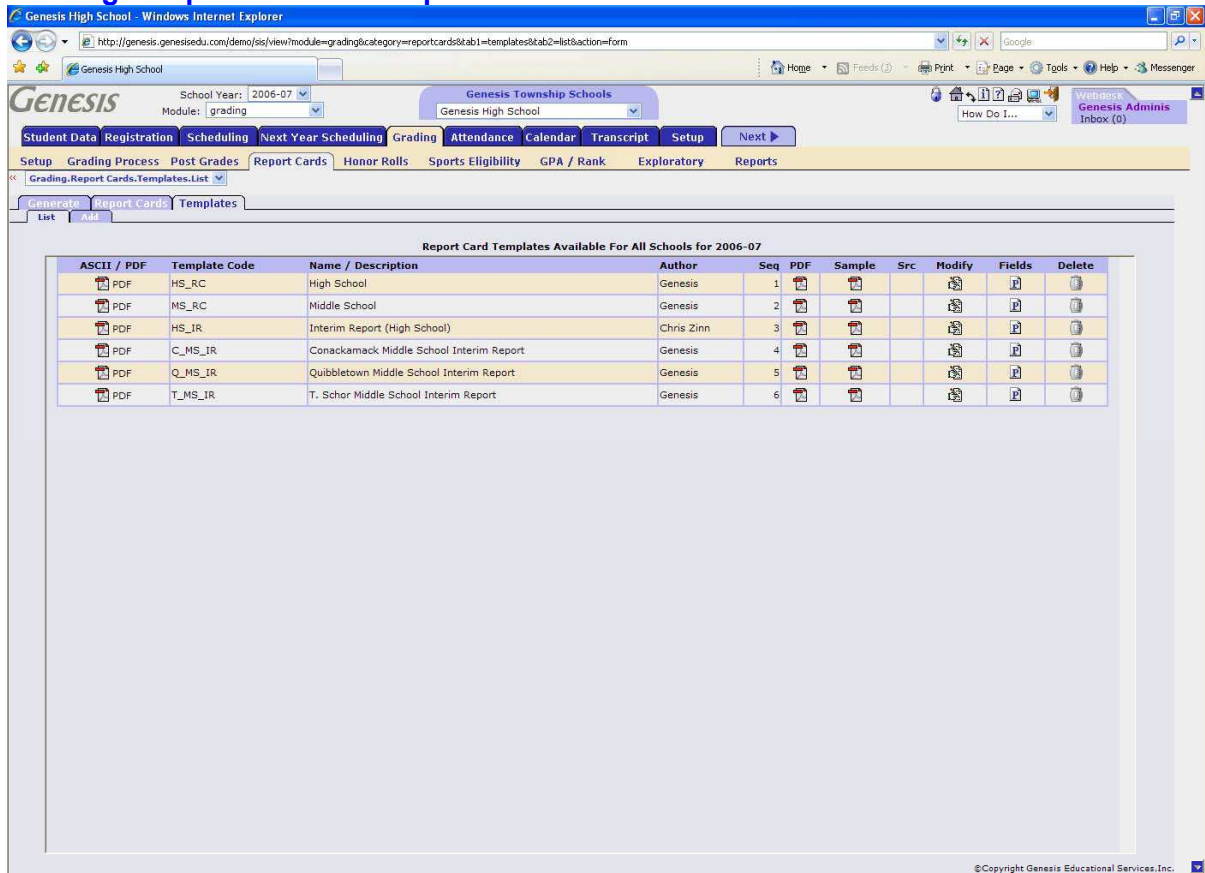 Genesis High School - Windows Internet Explorer
http://genesis.genesisedu.com/demo/sis/view?module=grading&category=reportcards&tab1=templates&tab2=list&action=form
Google
Genesis High School
Home Feeds (J) Print Page Tools Help Messenger
GENESIS
School Year: 2006-07
Module: grading
Genesis Township Schools
Genesis High School
How Do I...
Webdesk
Genesis Adminis
Inbox (0)
Student Data Registration Scheduling Next Year Scheduling Grading Attendance Calendar Transcript Setup Next
Setup Grading Process Post Grades Report Cards Honor Rolls Sports Eligibility GPA / Rank Exploratory Reports
« Grading.Report Cards.Templates.List
Generate Report Cards Templates
List Add
Report Card Templates Available For All Schools for 2006-07
ASCII / PDF Template Code Name / Description Author Seq PDF Sample Src Modify Fields Delete
PDF HS_RC High School Genesis 1
PDF MS_RC Middle School Genesis 2
PDF HS_IR Interim Report (High School) Chris Zinn 3
PDF C_MS_IR Conackamack Middle School Interim Report Genesis 4
PDF Q_MS_IR Quibbletown Middle School Interim Report Genesis 5
PDF T_MS_IR T. Schor Middle School Interim Report Genesis 6
©Copyright Genesis Educational Services.Inc.